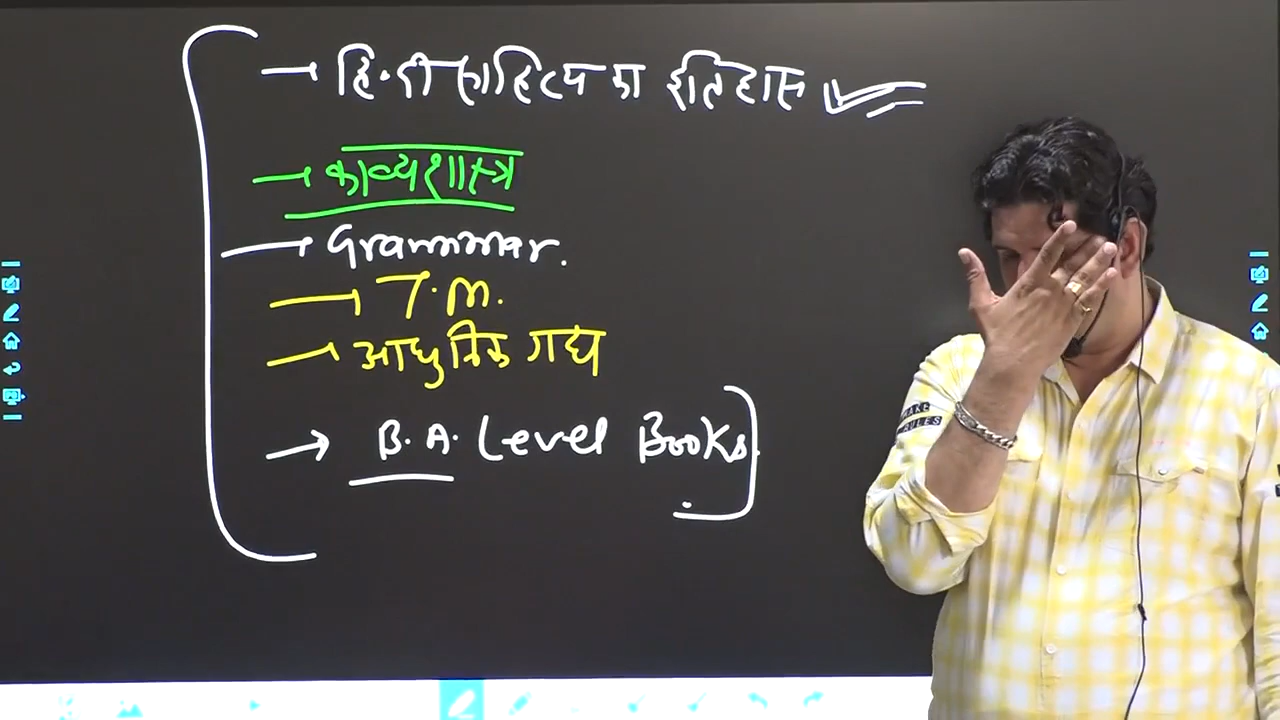 → हिन्दी साहित्य का इतिहास
→ काव्यशास्त्र
→ Grammar.
→ T.M.
→ आधुनिक गद्य
→ B.A. Level Books.